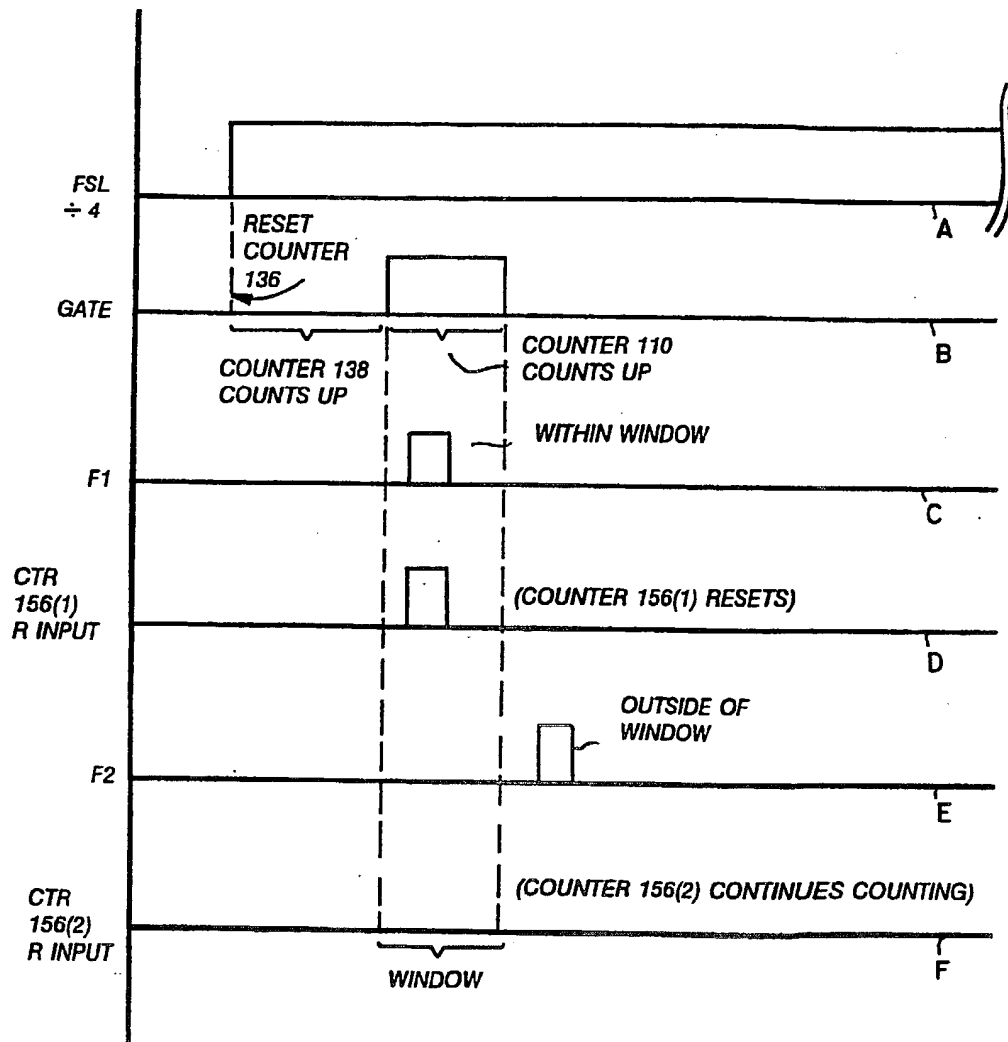 FSL
÷ 4
A
RESET
COUNTER
136
GATE
B
COUNTER 138
COUNTS UP
COUNTER 110
COUNTS UP
WITHIN WINDOW
F1
C
CTR
156(1)
R INPUT
(COUNTER 156(1) RESETS)
D
OUTSIDE OF
WINDOW
F2
E
CTR
156(2)
R INPUT
(COUNTER 156(2) CONTINUES COUNTING)
F
WINDOW